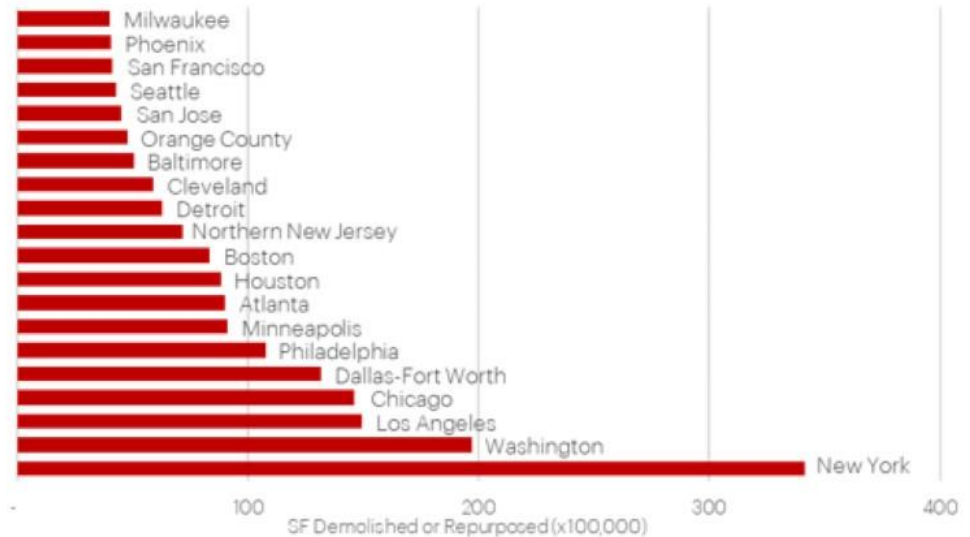 Milwaukee
Phoenix
San Francisco
Seattle
San Jose
Orange County
Baltimore
Cleveland
Detroit
Northern New Jersey
Boston
Houston
Atlanta
Minneapolis
Philadelphia
Dallas-Fort Worth
Chicago
Los Angeles
Washington
New York
- 100 200 300 400
SF Demolished or Repurposed (x100,000)